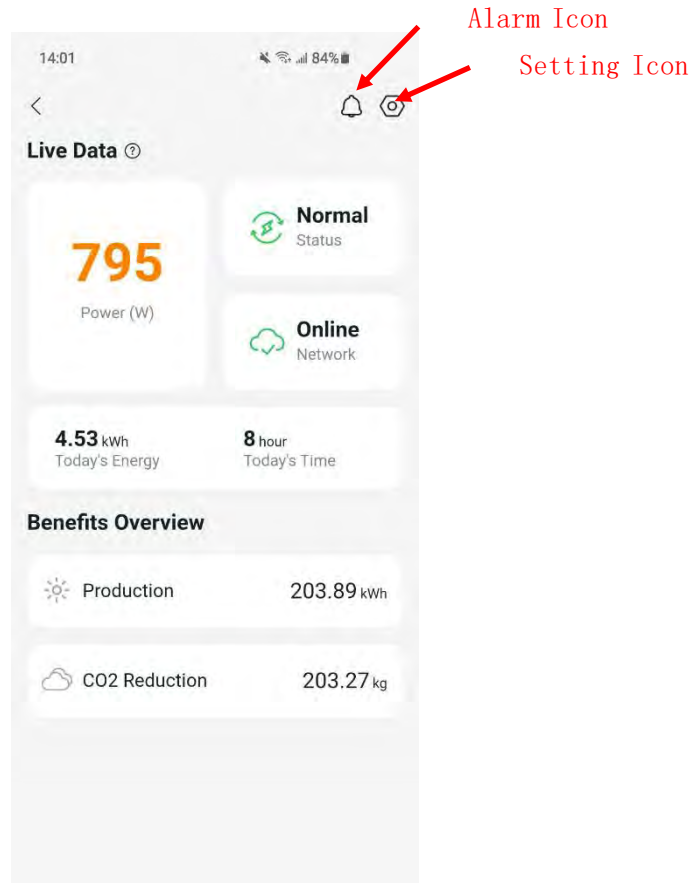 Alarm Icon
14:01 84%
Setting Icon
Live Data ?
795
Power (W)
Normal
Status
Online
Network
4.53 kWh
Today's Energy
8 hour
Today's Time
Benefits Overview
Production 203.89 kWh
CO2 Reduction 203.27 kg